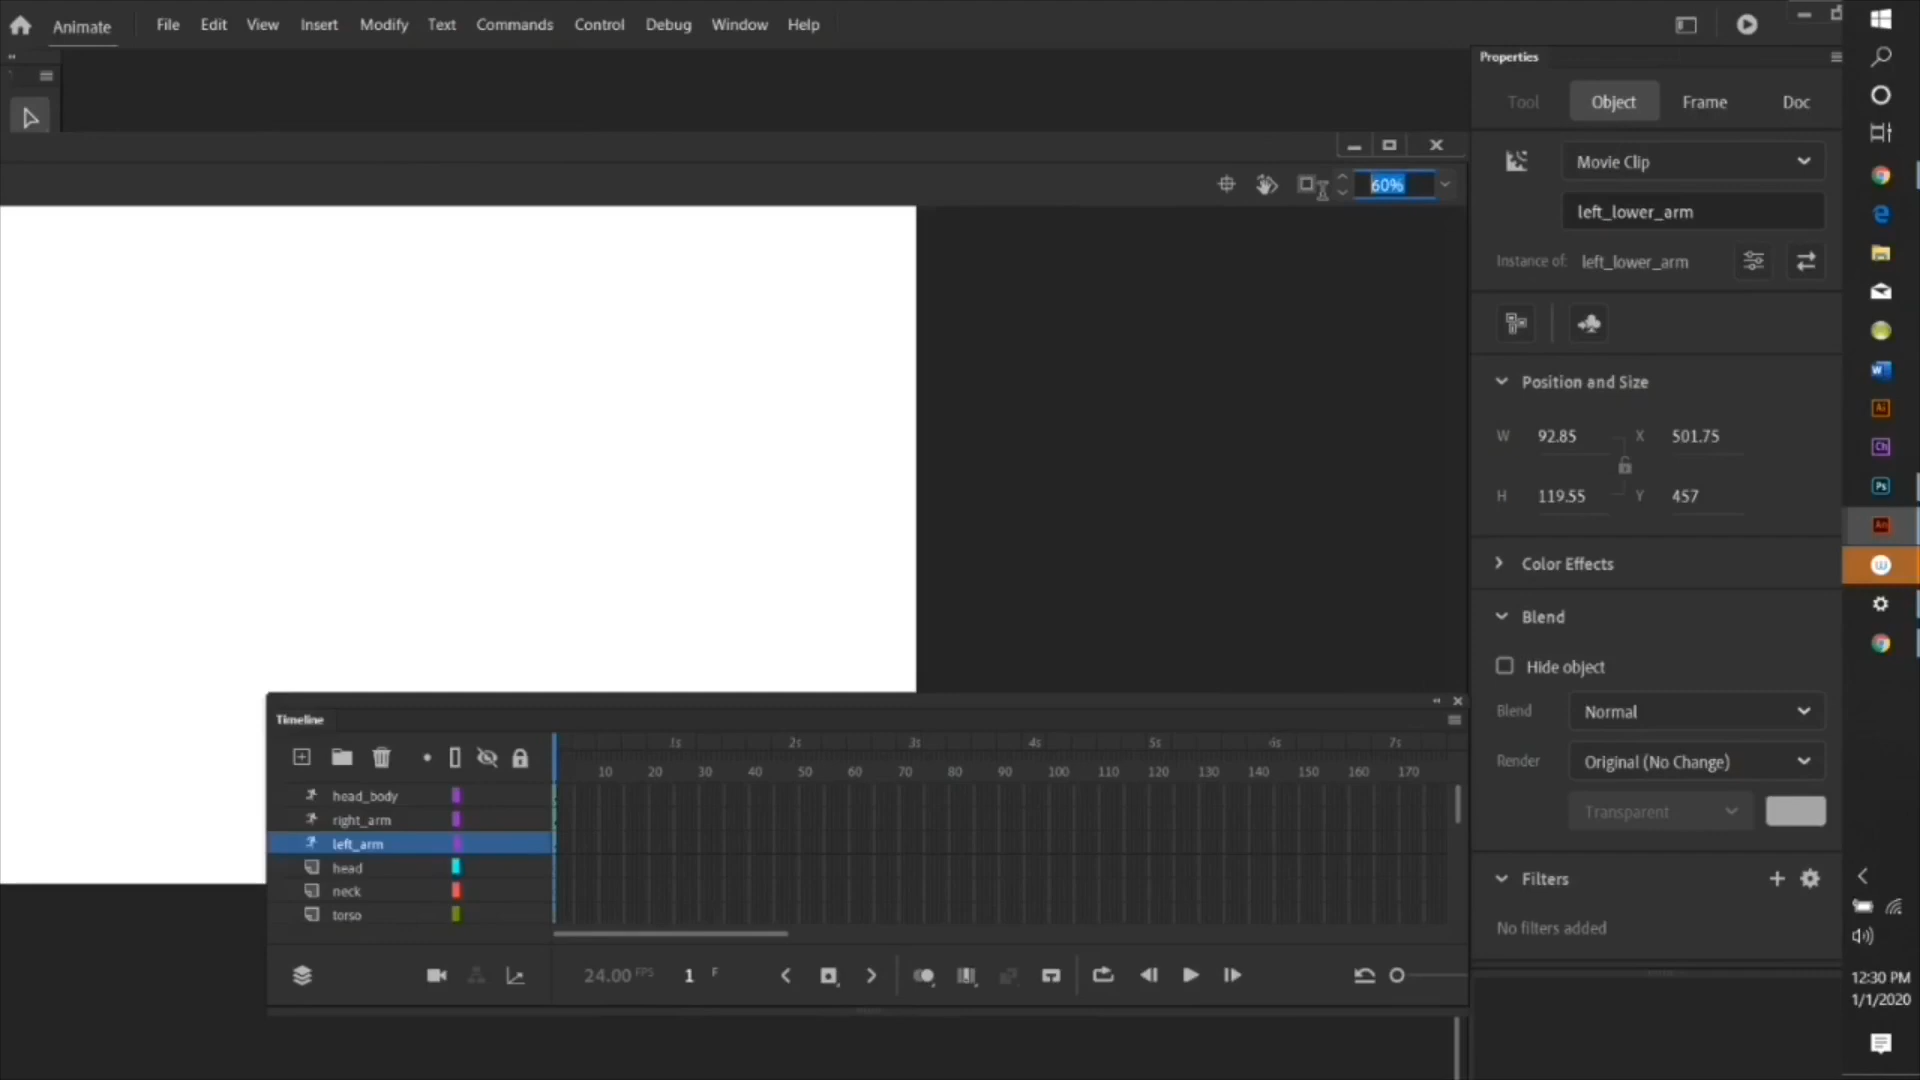 Animate File Edit View Insert Modify Text Commands Control Debug Window Help
Properties
Tool Object Frame Doc
Movie Clip
60%
left_lower_arm
Instance of: left_lower_arm
Position and Size
W 92.85 X 501.75
H 119.55 Y 457
Color Effects
Blend
Hide object
Blend Normal
Render Original (No Change)
Transparent
Filters
No filters added
Timeline
1s 2s 3s 4s 5s 6s 7s
10 20 30 40 50 60 70 80 90 100 110 120 130 140 150 160 170
head_body
right_arm
left_arm
head
neck
torso
24.00 FPS 1 F
W
Ai
Ch
Ps
An
12:30 PM
1/1/2020